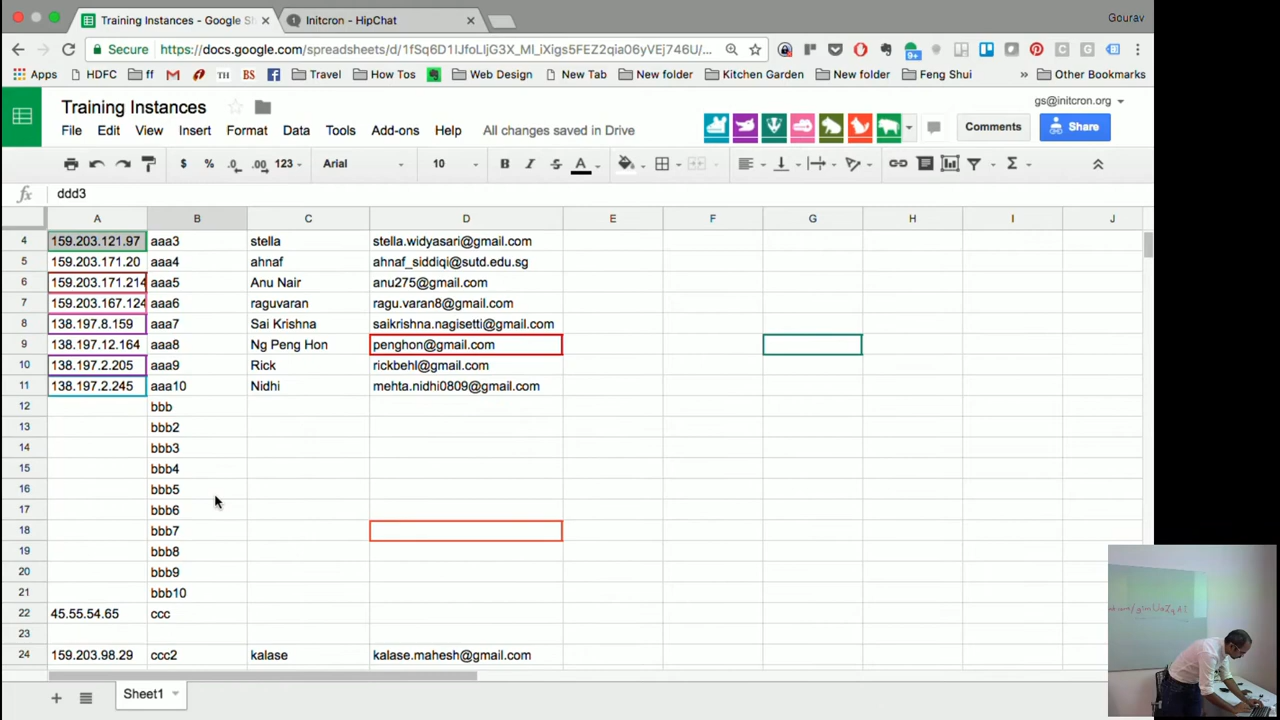 Training Instances - Google Sh
Initcron - HipChat
Gourav
Secure
https://docs.google.com/spreadsheets/d/1fSq6D1IJfoLIjG3X_MI_iXigs5FEZ2qia06yVEj746U/...
9+
Apps
HDFC
ff
TH
BS
Travel
How Tos
Web Design
New Tab
New folder
Kitchen Garden
New folder
Feng Shui
»
Other Bookmarks
Training Instances
gs@initcron.org
File Edit View Insert Format Data Tools Add-ons Help All changes saved in Drive
Comments
Share
$ % .0 .00 123 Arial 10 B I S A Σ
fx ddd3
A B C D E F G H I J
4 159.203.121.97 aaa3 stella stella.widyasari@gmail.com
5 159.203.171.20 aaa4 ahnaf ahnaf_siddiqi@sutd.edu.sg
6 159.203.171.214 aaa5 Anu Nair anu275@gmail.com
7 159.203.167.124 aaa6 raguvaran ragu.varan8@gmail.com
8 138.197.8.159 aaa7 Sai Krishna saikrishna.nagisetti@gmail.com
9 138.197.12.164 aaa8 Ng Peng Hon penghon@gmail.com
10 138.197.2.205 aaa9 Rick rickbehl@gmail.com
11 138.197.2.245 aaa10 Nidhi mehta.nidhi0809@gmail.com
12 bbb
13 bbb2
14 bbb3
15 bbb4
16 bbb5
17 bbb6
18 bbb7
19 bbb8
20 bbb9
21 bbb10
22 45.55.54.65 ccc
23
24 159.203.98.29 ccc2 kalase kalase.mahesh@gmail.com
Sheet1